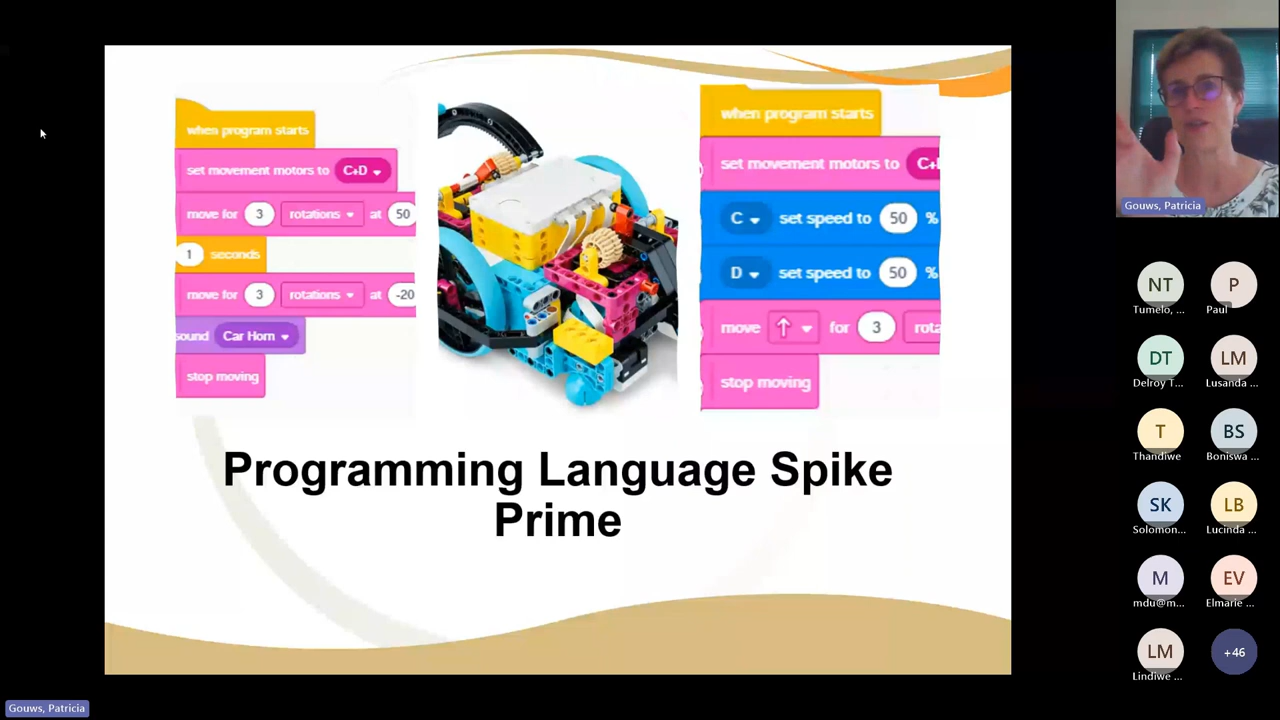 when program starts
set movement motors to C+D
move for 3 rotations at 50
1 seconds
move for 3 rotations at -20
sound Car Horn
stop moving
when program starts
set movement motors to C+
C set speed to 50 %
D set speed to 50 %
move for 3 rota
stop moving
Programming Language Spike
Prime
Gouws, Patricia
NT
Tumelo, ...
P
Paul
DT
Delroy T...
LM
Lusanda ...
T
Thandiwe
BS
Boniswa ...
SK
Solomon...
LB
Lucinda ...
M
mdu@m...
EV
Elmarie ...
LM
Lindiwe ...
+46
Gouws, Patricia